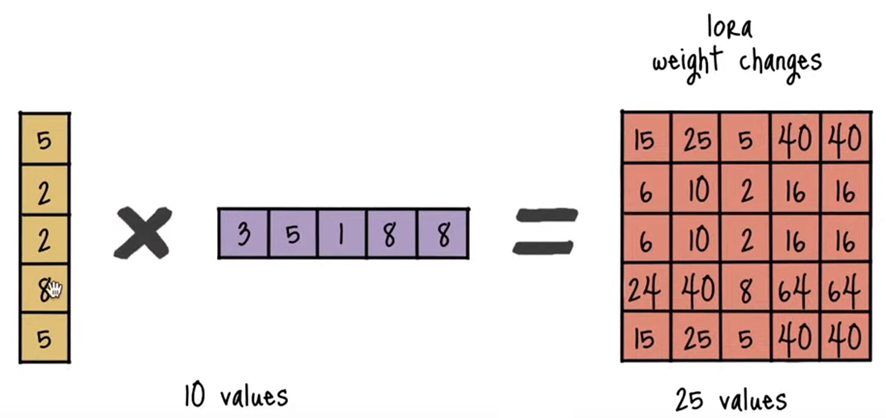 lora
weight changes
5
2
2
8
5
3 5 1 8 8
15 25 5 40 40
6 10 2 16 16
6 10 2 16 16
24 40 8 64 64
15 25 5 40 40
10 values
25 values